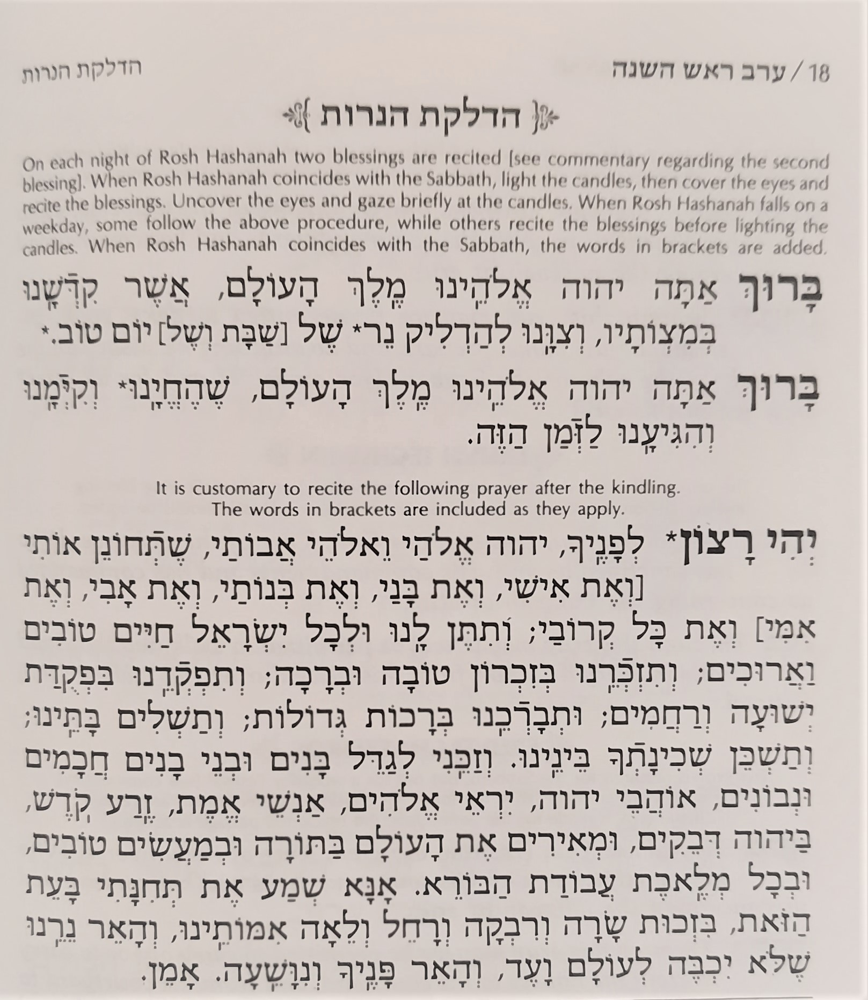 18 / ערב ראש השנה הדלקת הנרות
הדלקת הנרות
On each night of Rosh Hashanah two blessings are recited [see commentary regarding the second
blessing]. When Rosh Hashanah coincides with the Sabbath, light the candles, then cover the eyes and
recite the blessings. Uncover the eyes and gaze briefly at the candles. When Rosh Hashanah falls on a
weekday, some follow the above procedure, while others recite the blessings before lighting the
candles. When Rosh Hashanah coincides with the Sabbath, the words in brackets are added.
בָּרוּךְ אַתָּה יהוה אֱלֹהֵֽינוּ מֶֽלֶךְ הָעוֹלָם, אֲשֶׁר קִדְּשָֽׁנוּ
בְּמִצְוֹתָיו, וְצִוָּֽנוּ לְהַדְלִיק נֵר* שֶׁל [שַׁבָּת וְשֶׁל] יוֹם טוֹב.*
בָּרוּךְ אַתָּה יהוה אֱלֹהֵֽינוּ מֶֽלֶךְ הָעוֹלָם, שֶׁהֶחֱיָֽנוּ* וְקִיְּמָֽנוּ
וְהִגִּיעָֽנוּ לַזְּמַן הַזֶּה.
It is customary to recite the following prayer after the kindling.
The words in brackets are included as they apply.
יְהִי רָצוֹן* לְפָנֶֽיךָ, יהוה אֱלֹהַי וֵאלֹהֵי אֲבוֹתַי, שֶׁתְּחוֹנֵן אוֹתִי
[וְאֶת אִישִׁי, וְאֶת בָּנַי, וְאֶת בְּנוֹתַי, וְאֶת אָבִי, וְאֶת
אִמִּי] וְאֶת כָּל קְרוֹבַי; וְתִתֶּן לָֽנוּ וּלְכָל יִשְׂרָאֵל חַיִּים טוֹבִים
וַאֲרוּכִים; וְתִזְכְּרֵֽנוּ בְּזִכְרוֹן טוֹבָה וּבְרָכָה; וְתִפְקְדֵֽנוּ בִּפְקֻדַּת
יְשׁוּעָה וְרַחֲמִים; וּתְבָרְכֵֽנוּ בְּרָכוֹת גְּדוֹלוֹת; וְתַשְׁלִים בָּתֵּֽינוּ;
וְתַשְׁכֵּן שְׁכִינָתְךָ בֵּינֵֽינוּ. וְזַכֵּֽנִי לְגַדֵּל בָּנִים וּבְנֵי בָנִים חֲכָמִים
וּנְבוֹנִים, אוֹהֲבֵי יהוה, יִרְאֵי אֱלֹהִים, אַנְשֵׁי אֱמֶת, זֶֽרַע קֹֽדֶשׁ,
בַּיהוה דְּבֵקִים, וּמְאִירִים אֶת הָעוֹלָם בַּתּוֹרָה וּבְמַעֲשִׂים טוֹבִים,
וּבְכָל מְלֶֽאכֶת עֲבוֹדַת הַבּוֹרֵא. אָנָּא שְׁמַע אֶת תְּחִנָּתִי בָּעֵת
הַזֹּאת, בִּזְכוּת שָׂרָה וְרִבְקָה וְרָחֵל וְלֵאָה אִמּוֹתֵֽינוּ, וְהָאֵר נֵרֵֽנוּ
שֶׁלֹּא יִכְבֶּה לְעוֹלָם וָעֶד, וְהָאֵר פָּנֶֽיךָ וְנִוָּשֵֽׁעָה. אָמֵן.